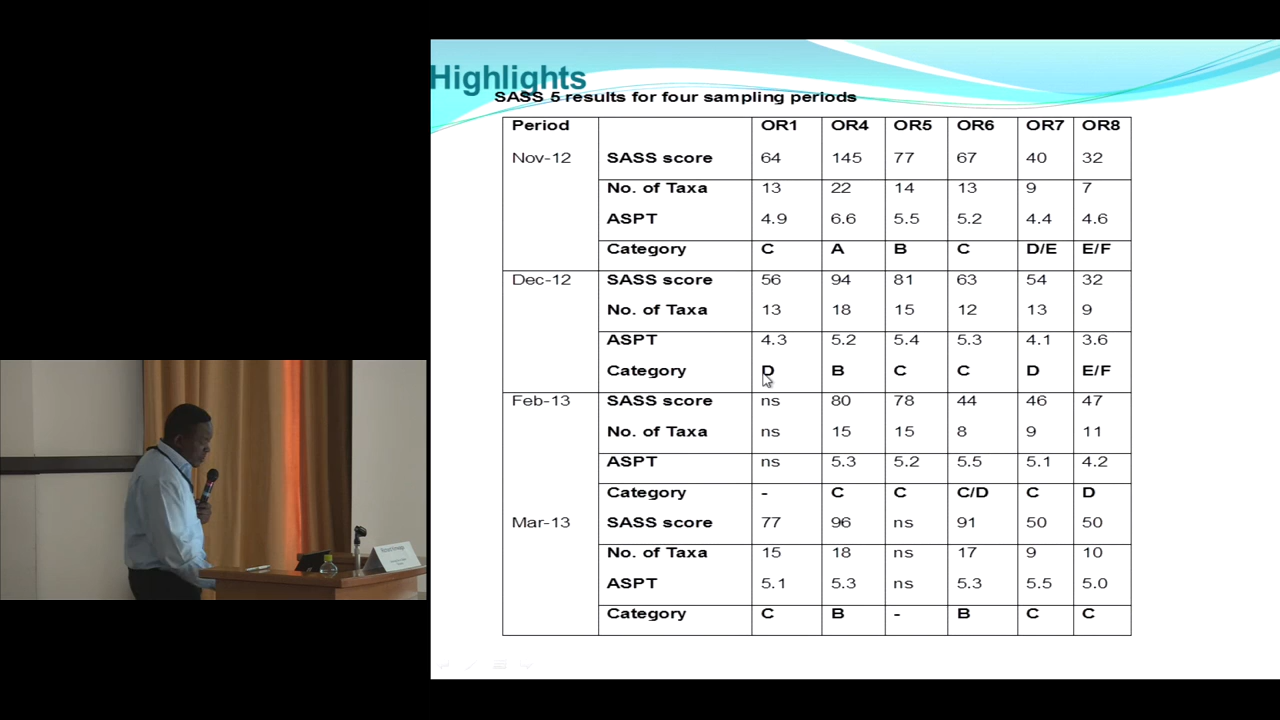 Highlights
SASS 5 results for four sampling periods
Period OR1 OR4 OR5 OR6 OR7 OR8
Nov-12 SASS score 64 145 77 67 40 32
No. of Taxa 13 22 14 13 9 7
ASPT 4.9 6.6 5.5 5.2 4.4 4.6
Category C A B C D/E E/F
Dec-12 SASS score 56 94 81 63 54 32
No. of Taxa 13 18 15 12 13 9
ASPT 4.3 5.2 5.4 5.3 4.1 3.6
Category D B C C D E/F
Feb-13 SASS score ns 80 78 44 46 47
No. of Taxa ns 15 15 8 9 11
ASPT ns 5.3 5.2 5.5 5.1 4.2
Category - C C C/D C D
Mar-13 SASS score 77 96 ns 91 50 50
No. of Taxa 15 18 ns 17 9 10
ASPT 5.1 5.3 ns 5.3 5.5 5.0
Category C B - B C C